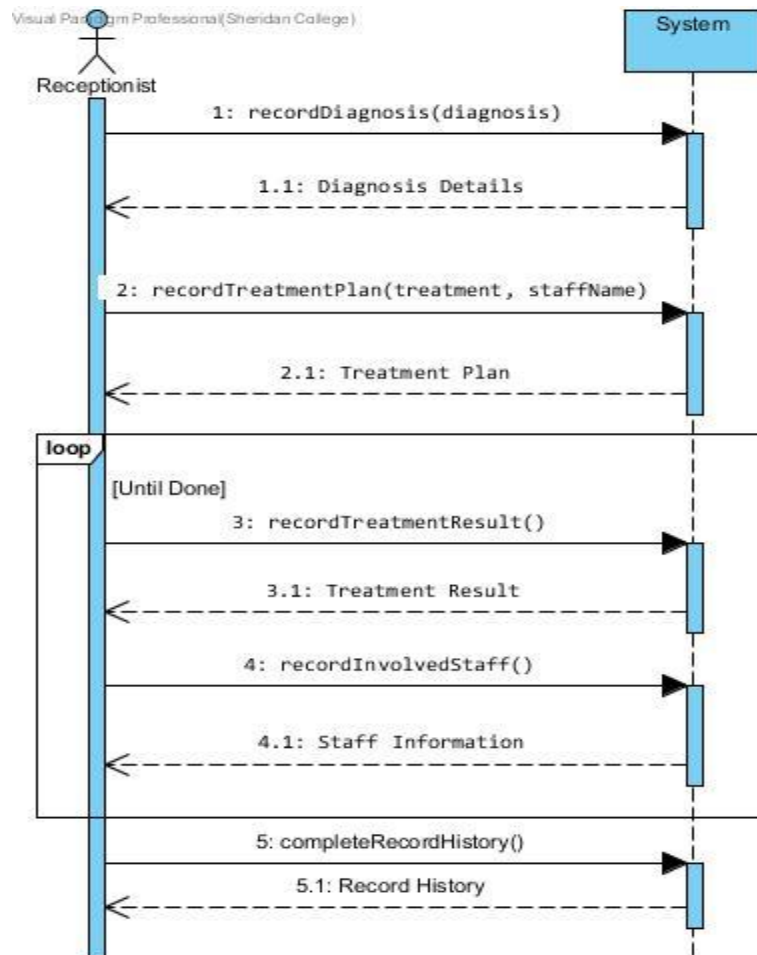 Visual Paradigm Professional(Sheridan College)
System
Receptionist
1: recordDiagnosis(diagnosis)
1.1: Diagnosis Details
2: recordTreatmentPlan(treatment, staffName)
2.1: Treatment Plan
loop
[Until Done]
3: recordTreatmentResult()
3.1: Treatment Result
4: recordInvolvedStaff()
4.1: Staff Information
5: completeRecordHistory()
5.1: Record History